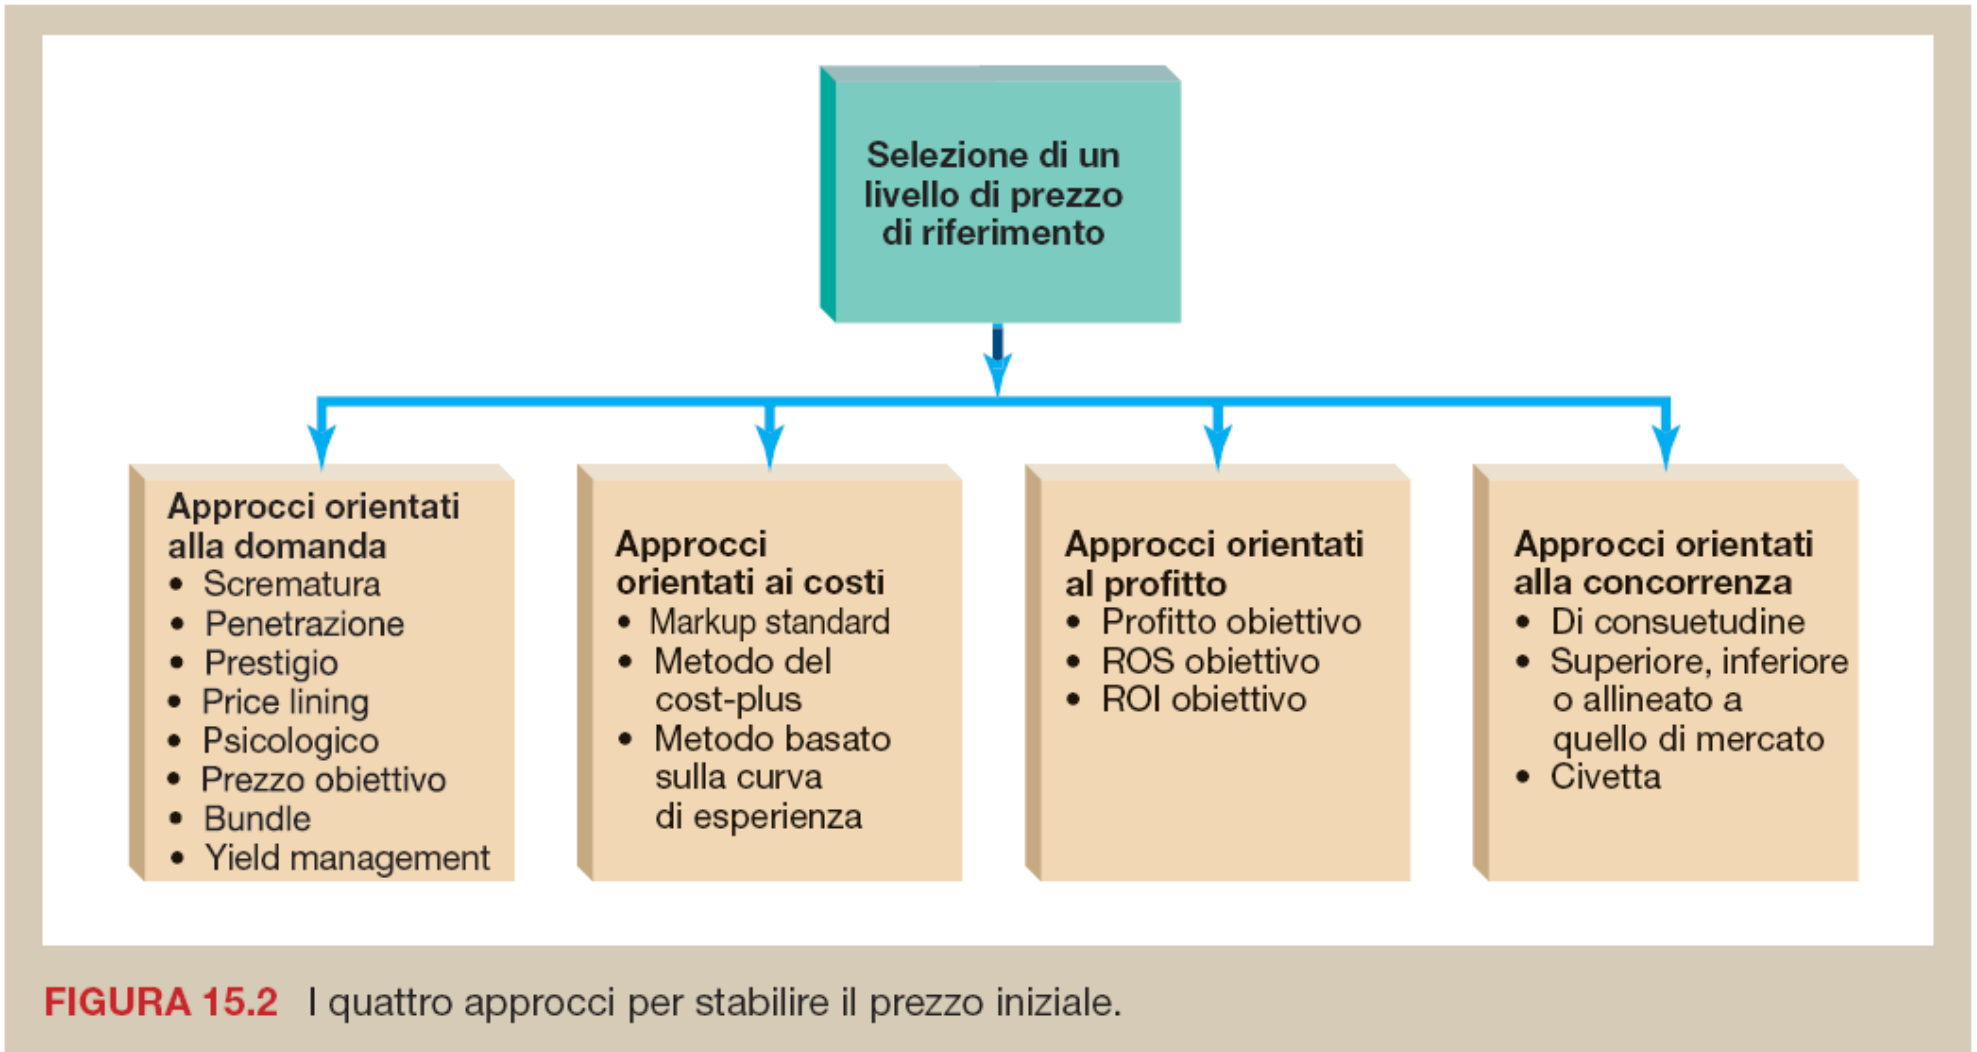 Selezione di un
livello di prezzo
di riferimento
Approcci orientati
alla domanda
• Scrematura
• Penetrazione
• Prestigio
• Price lining
• Psicologico
• Prezzo obiettivo
• Bundle
• Yield management
Approcci
orientati ai costi
• Markup standard
• Metodo del
cost-plus
• Metodo basato
sulla curva
di esperienza
Approcci orientati
al profitto
• Profitto obiettivo
• ROS obiettivo
• ROI obiettivo
Approcci orientati
alla concorrenza
• Di consuetudine
• Superiore, inferiore
o allineato a
quello di mercato
• Civetta
FIGURA 15.2 I quattro approcci per stabilire il prezzo iniziale.